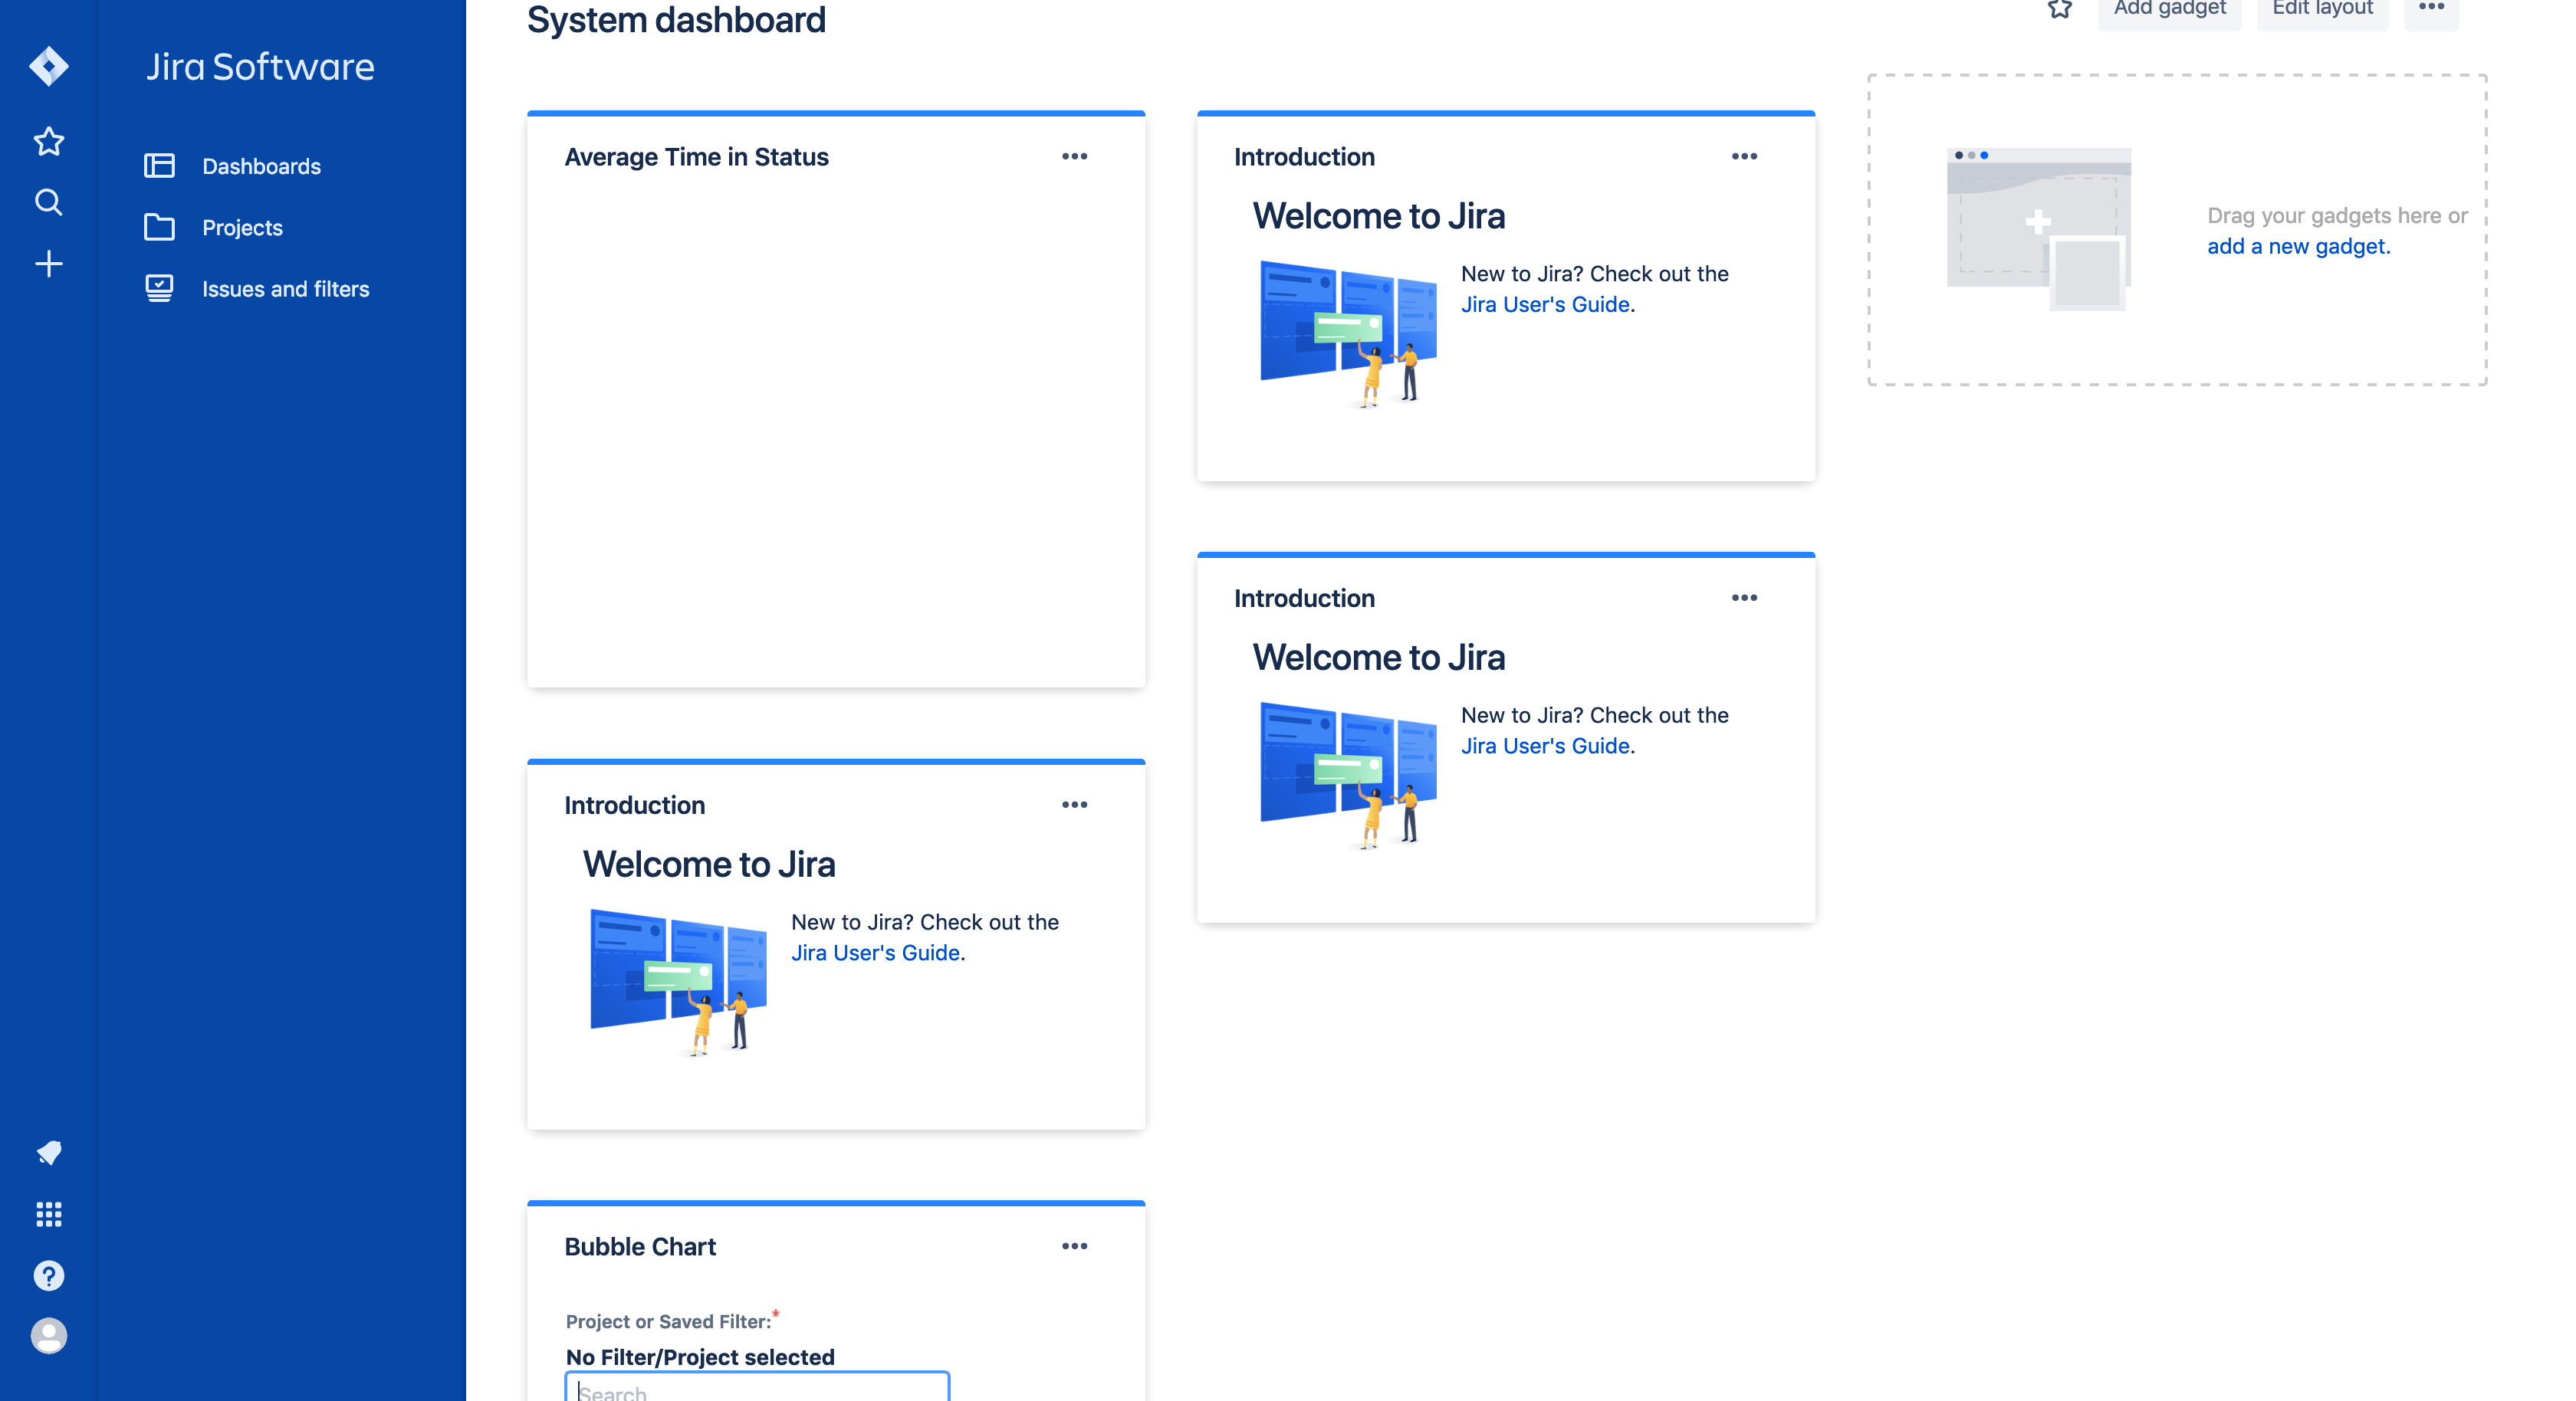 Jira Software
Dashboards
Projects
Issues and filters
System dashboard
Add gadget
Edit layout
Average Time in Status
Introduction
Welcome to Jira
New to Jira? Check out the
Jira User's Guide.
Drag your gadgets here or
add a new gadget.
Introduction
Welcome to Jira
New to Jira? Check out the
Jira User's Guide.
Introduction
Welcome to Jira
New to Jira? Check out the
Jira User's Guide.
Bubble Chart
Project or Saved Filter:*
No Filter/Project selected
Search